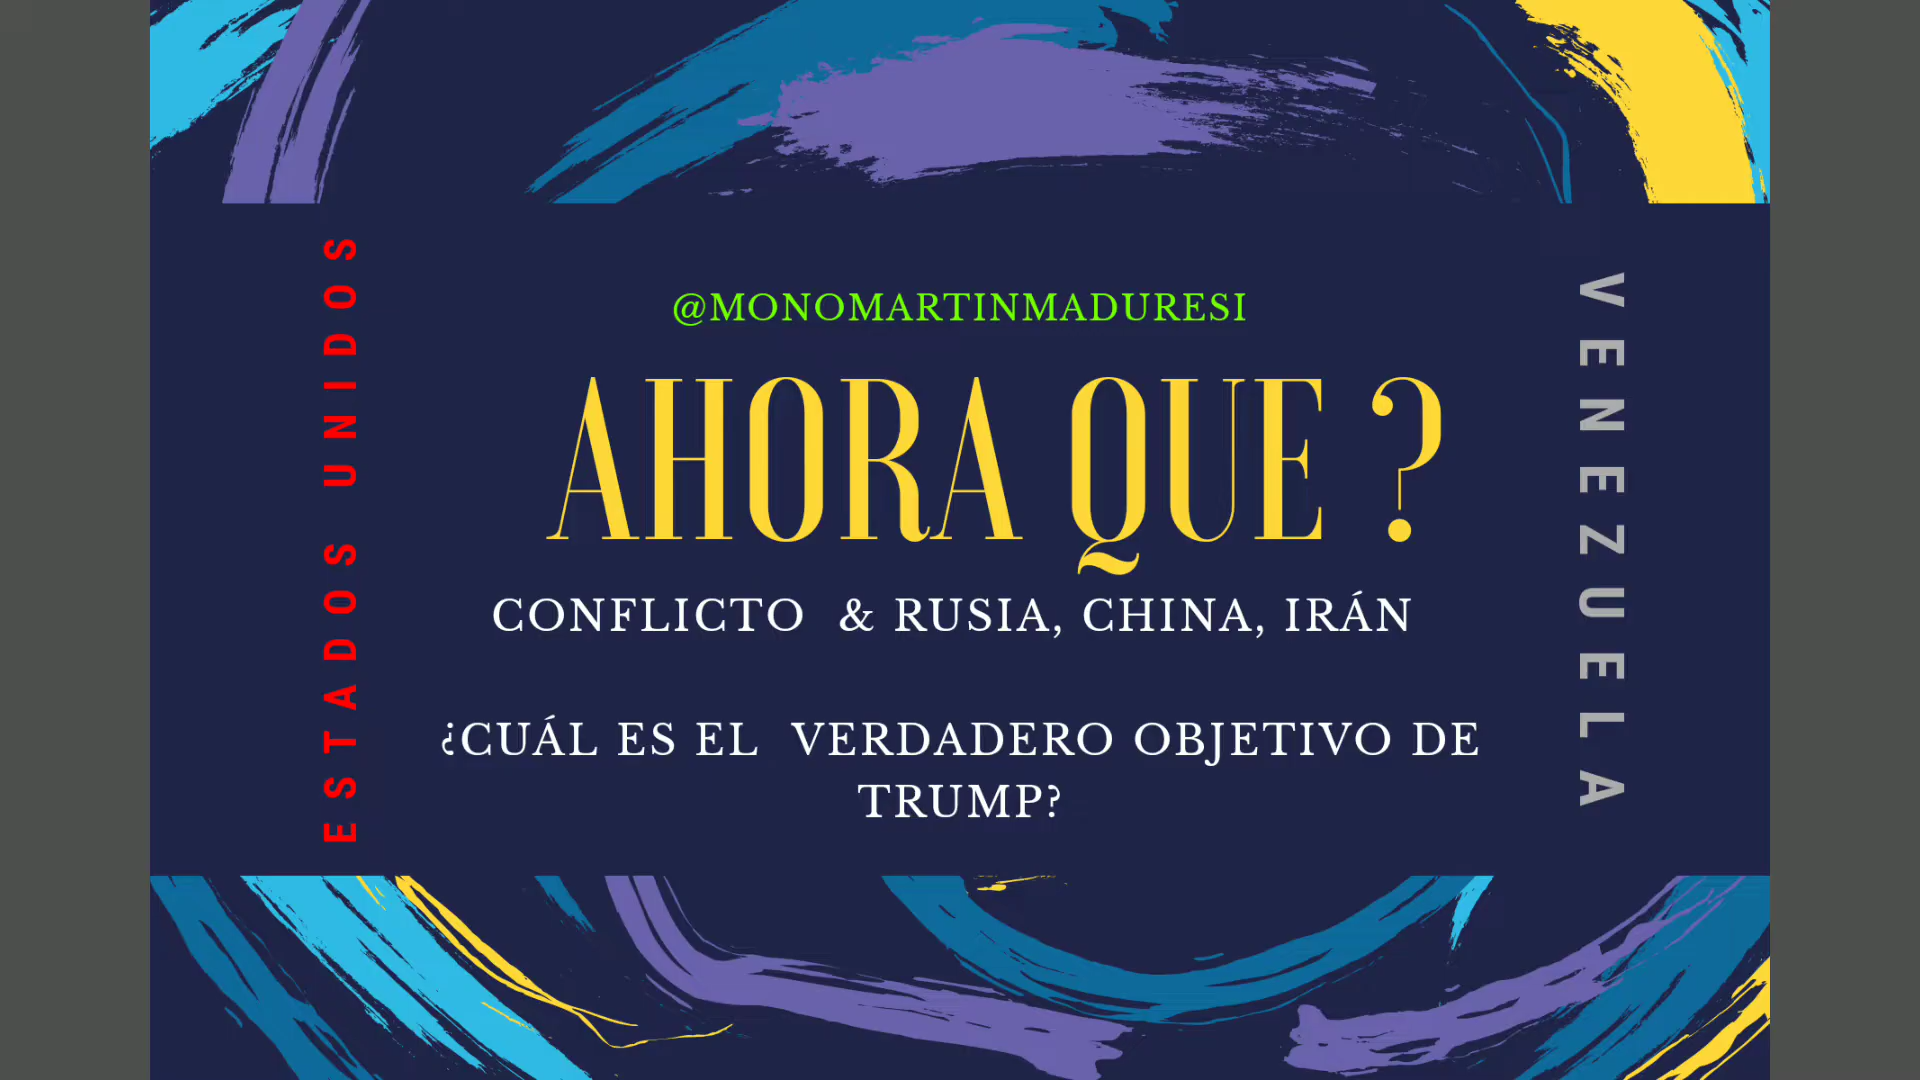 ESTADOS UNIDOS
@MONOMARTINMADURESI
AHORA QUE ?
CONFLICTO & RUSIA, CHINA, IRÁN
¿CUÁL ES EL VERDADERO OBJETIVO DE
TRUMP?
VENEZUELA